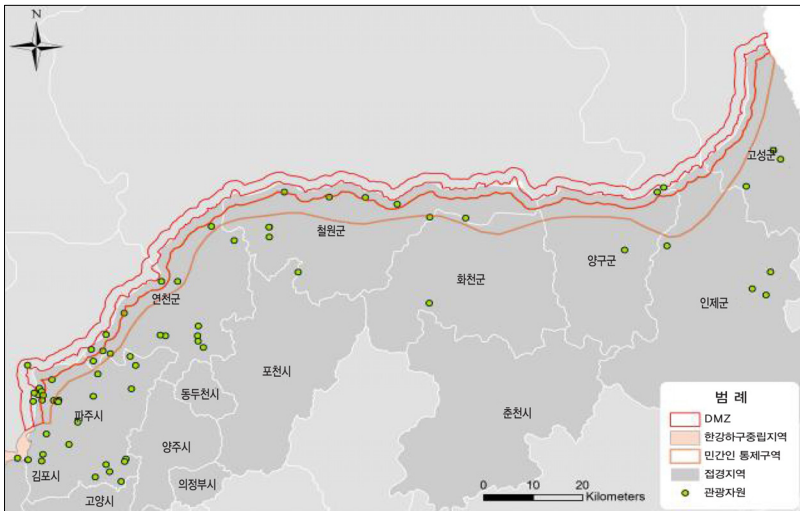 N
고성군
철원군
양구군
화천군
연천군
인제군
포천시
동두천시
춘천시
파주시
양주시
김포시
의정부시
고양시
범 례
DMZ
한강하구중립지역
민간인 통제구역
접경지역
관광자원
0 10 20
Kilometers